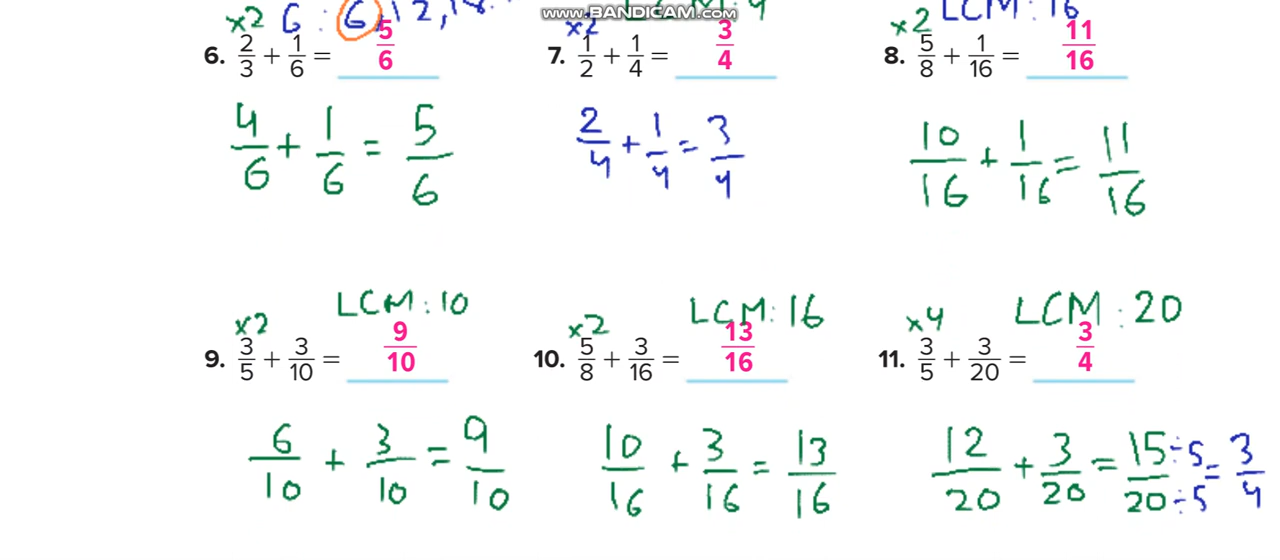 www.BANDICAM.com
×2 6 : 6, 12, 18
×2
×2 LCM: 16
6. 2/3 + 1/6 = 5/6
7. 1/2 + 1/4 = 3/4
8. 5/8 + 1/16 = 11/16
4/6 + 1/6 = 5/6
2/4 + 1/4 = 3/4
10/16 + 1/16 = 11/16
×2 LCM: 10
×2 LCM: 16
×4 LCM: 20
9. 3/5 + 3/10 = 9/10
10. 5/8 + 3/16 = 13/16
11. 3/5 + 3/20 = 3/4
6/10 + 3/10 = 9/10
10/16 + 3/16 = 13/16
12/20 + 3/20 = 15÷5/20÷5 = 3/4